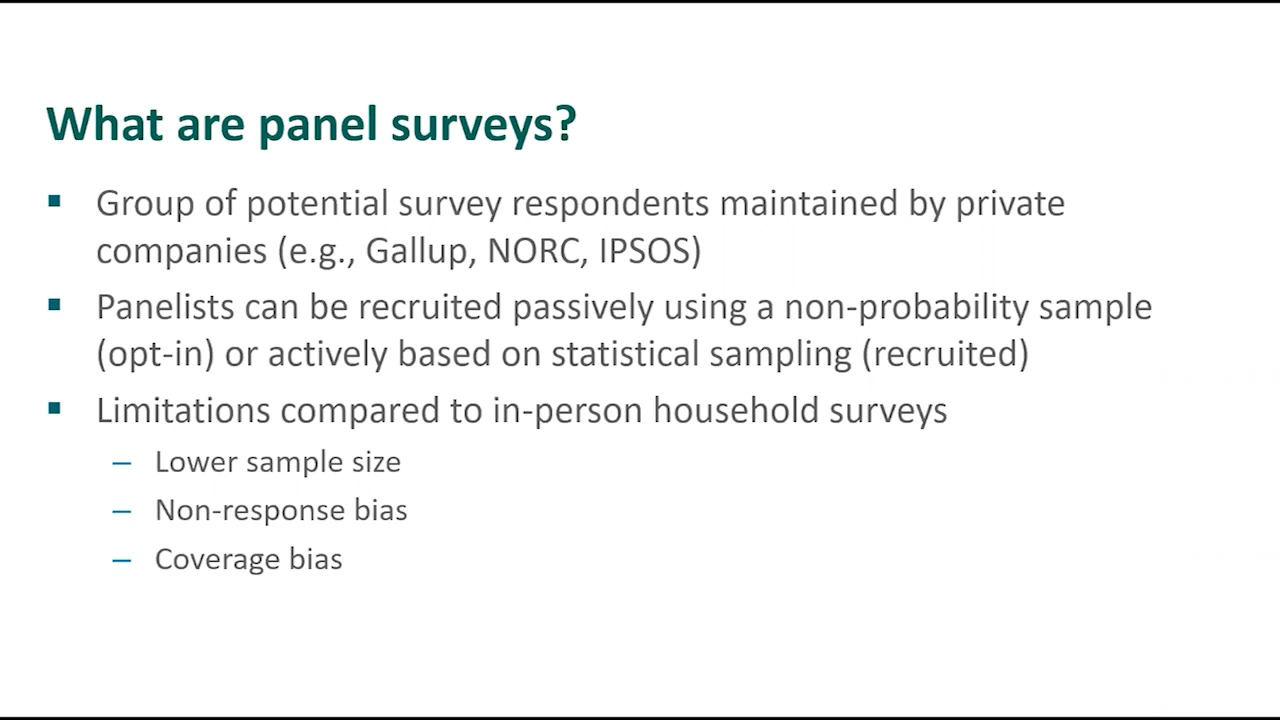 What are panel surveys?
▪ Group of potential survey respondents maintained by private
companies (e.g., Gallup, NORC, IPSOS)
▪ Panelists can be recruited passively using a non-probability sample
(opt-in) or actively based on statistical sampling (recruited)
▪ Limitations compared to in-person household surveys
– Lower sample size
– Non-response bias
– Coverage bias